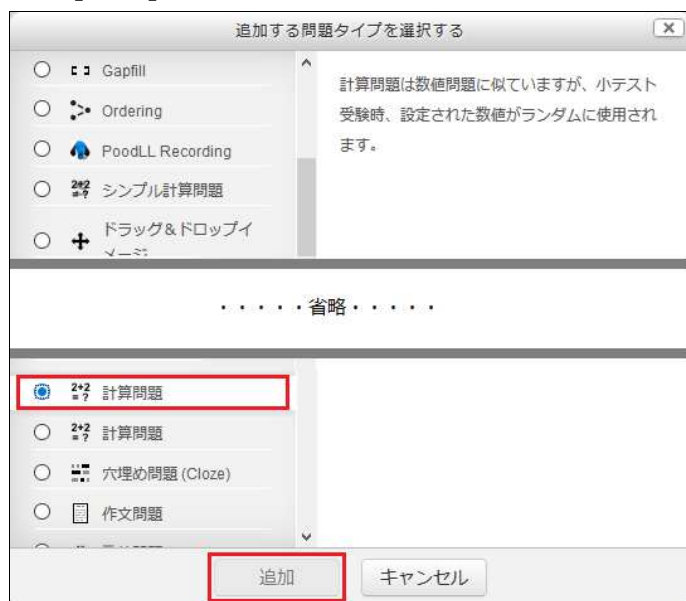 追加する問題タイプを選択する
Gapfill
Ordering
PoodLL Recording
シンプル計算問題
ドラッグ&ドロップイ
メージ
計算問題は数値問題に似ていますが、小テスト
受験時、設定された数値がランダムに使用され
ます。
・・・・・省略・・・・・
計算問題
計算問題
穴埋め問題 (Cloze)
作文問題
追加
キャンセル